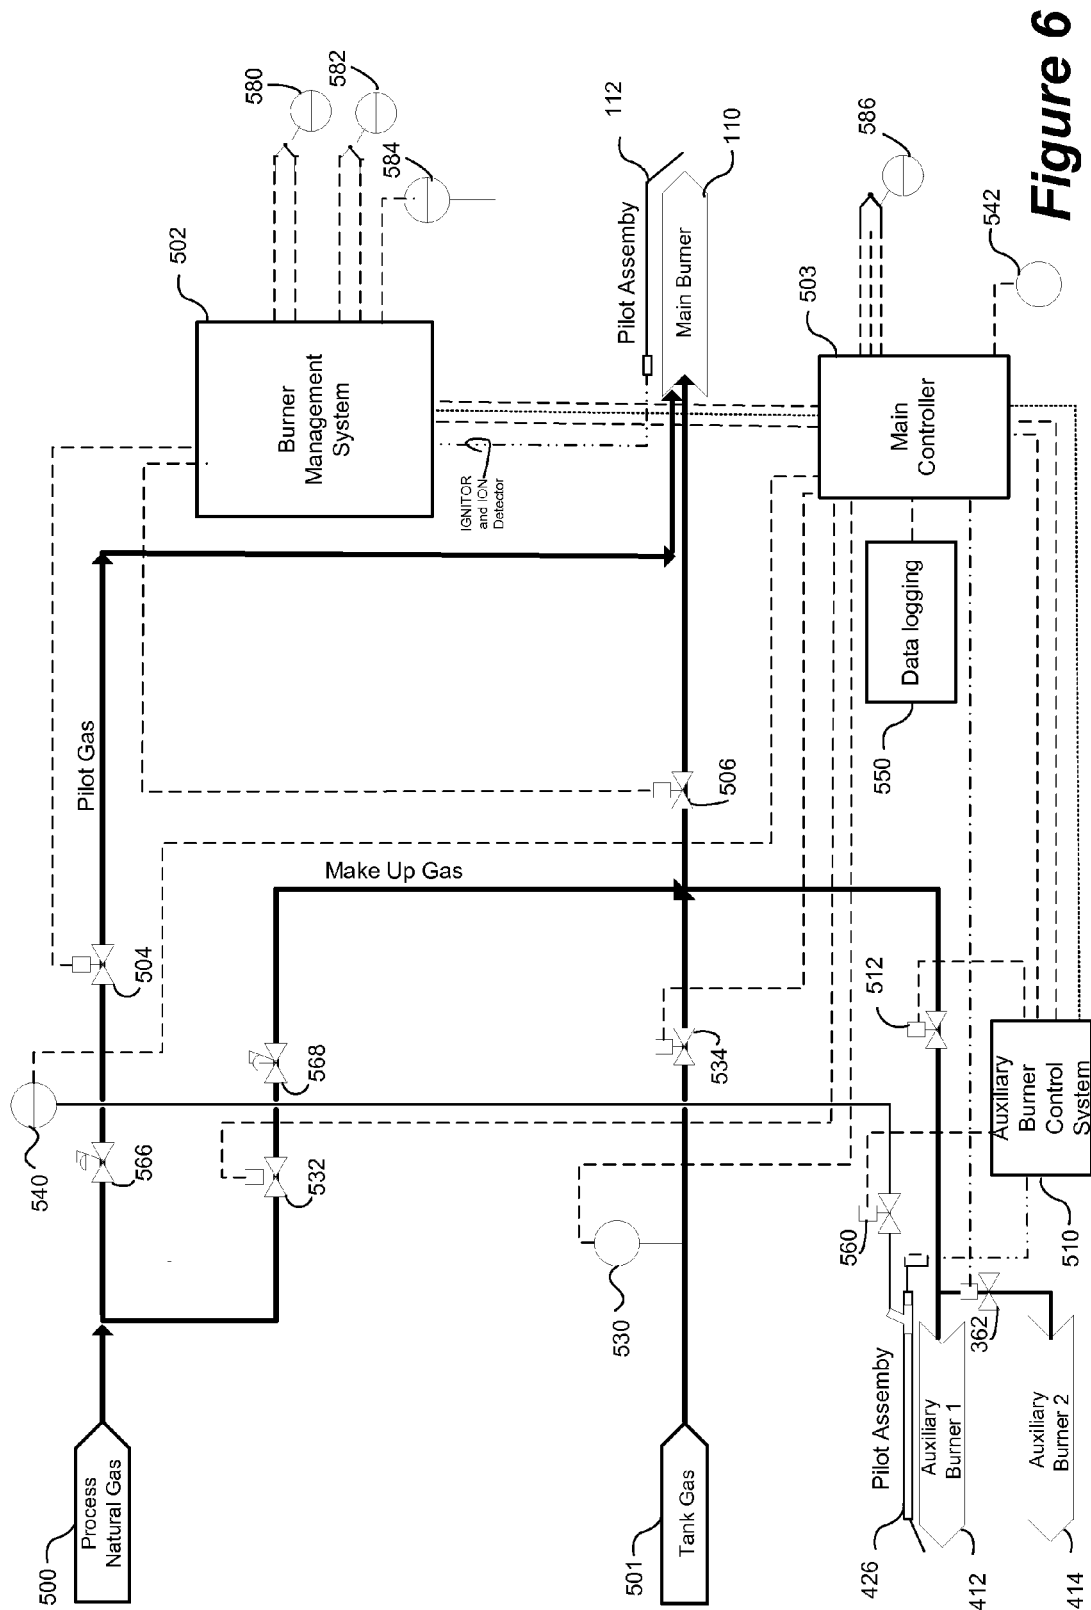 Figure 6
580
582
584
502
Burner
Management
System
112
110
Pilot Assemby
Main Burner
586
542
503
Main
Controller
IGNITOR
and ION
Detector
Data logging
550
Pilot Gas
506
Make Up Gas
504
568
534
512
540
566
532
530
560
Auxiliary
Burner
Control
System
510
362
500
Process
Natural Gas
501
Tank Gas
Pilot Assemby
426
Auxiliary
Burner 1
412
Auxiliary
Burner 2
414